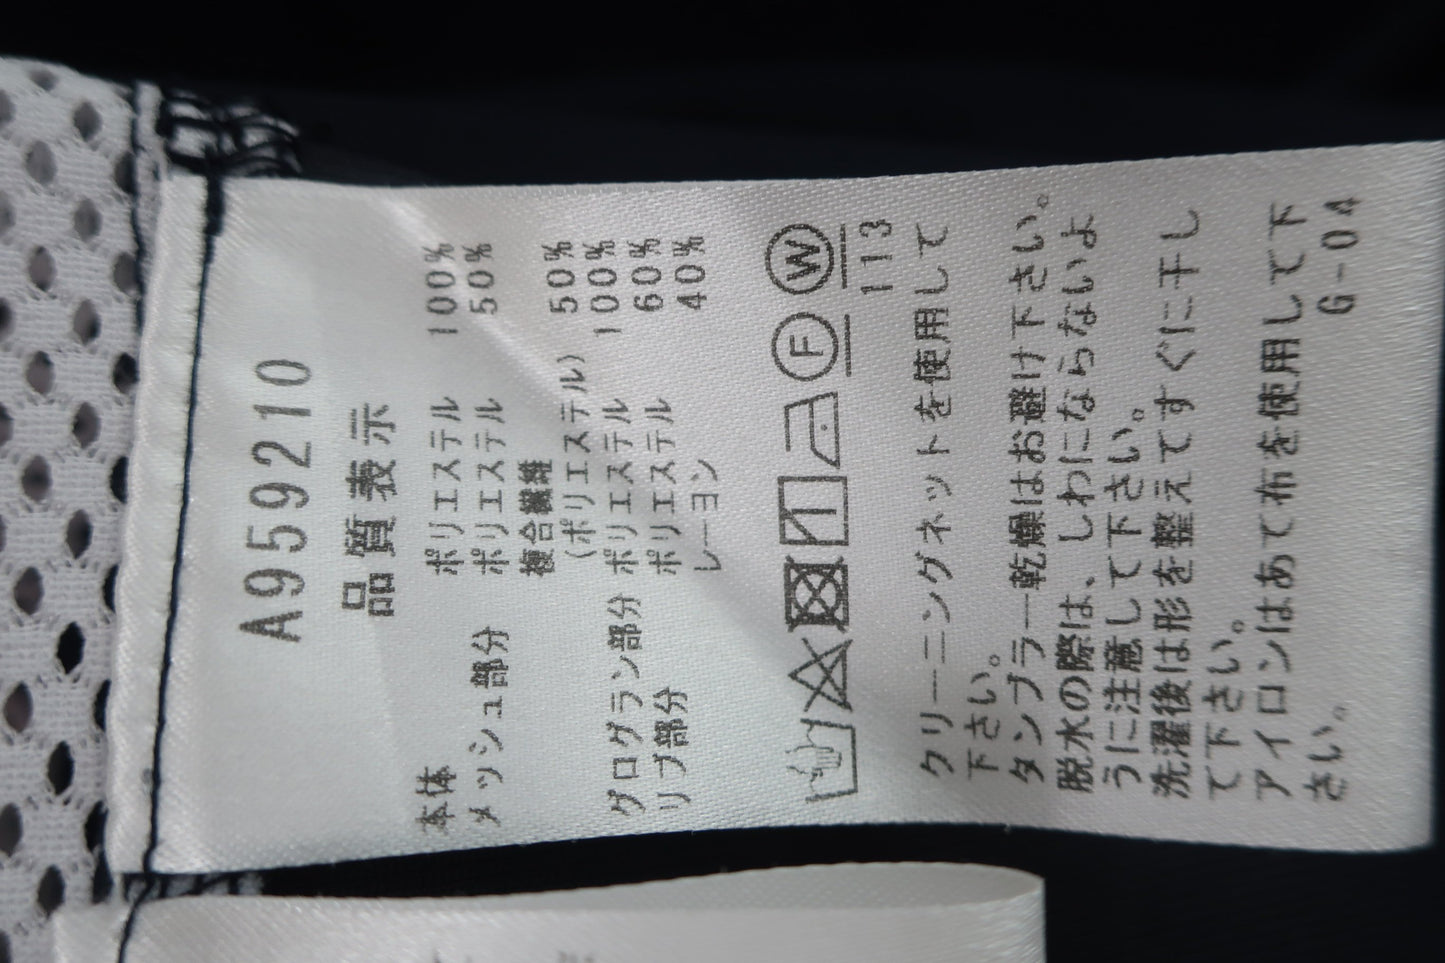 A959210
品質表示
本体 ポリエステル 100%
メッシュ部分 ポリエステル 50%
複合繊維
(ポリエステル) 50%
グログラン部分 ポリエステル 100%
リブ部分 ポリエステル 60%
レーヨン 40%
F W
113
クリーニングネットを使用して
下さい。
タンブラー乾燥はお避け下さい。
脱水の際は、しわにならないよ
うに注意して下さい。
洗濯後は形を整えてすぐに干し
て下さい。
アイロンはあて布を使用して下
さい。
G-04